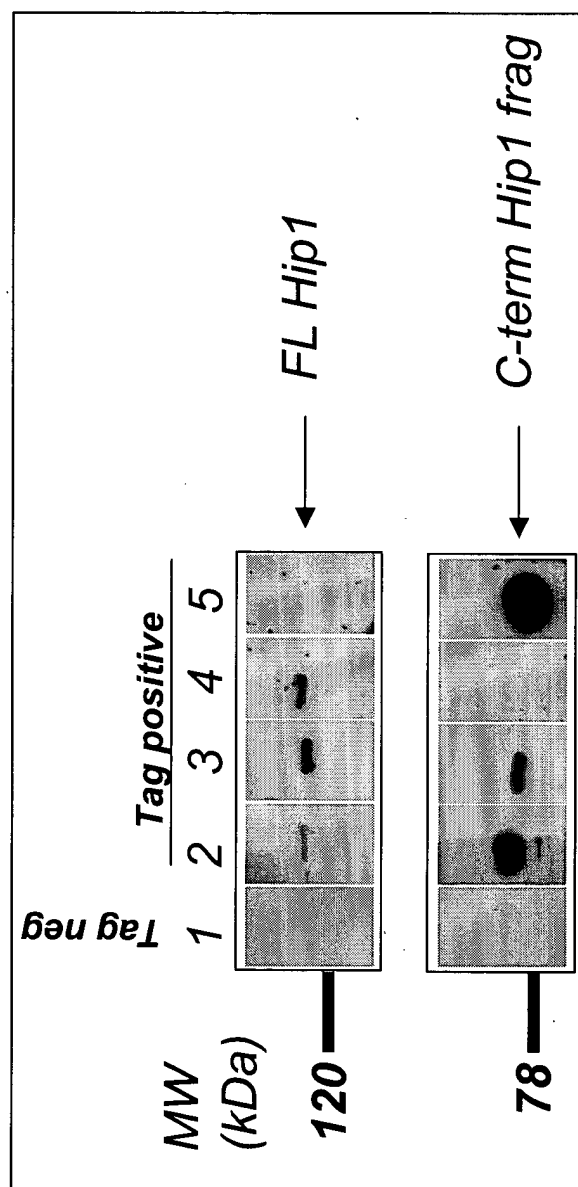 Tag neg
Tag positive
MW
(kDa)
1 2 3 4 5
120
FL Hip1
78
C-term Hip1 frag